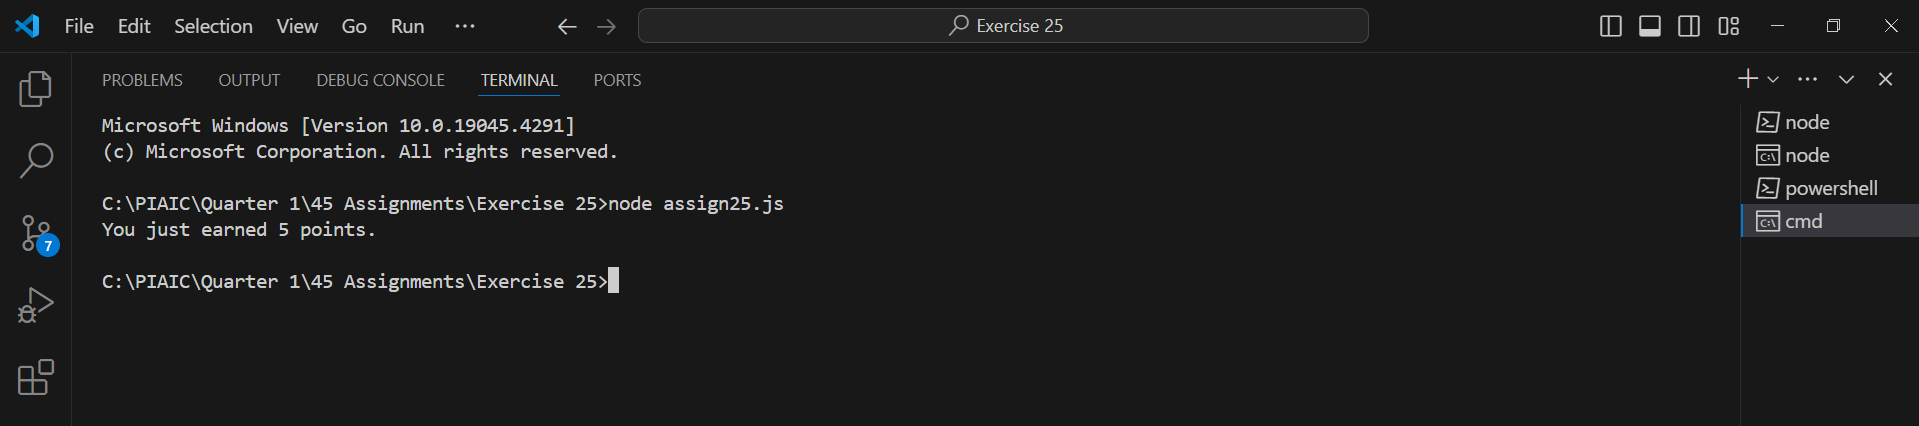 File Edit Selection View Go Run ···
Exercise 25
PROBLEMS OUTPUT DEBUG CONSOLE TERMINAL PORTS
Microsoft Windows [Version 10.0.19045.4291]
(c) Microsoft Corporation. All rights reserved.
C:\PIAIC\Quarter 1\45 Assignments\Exercise 25>node assign25.js
You just earned 5 points.
C:\PIAIC\Quarter 1\45 Assignments\Exercise 25>
node
node
powershell
cmd
7